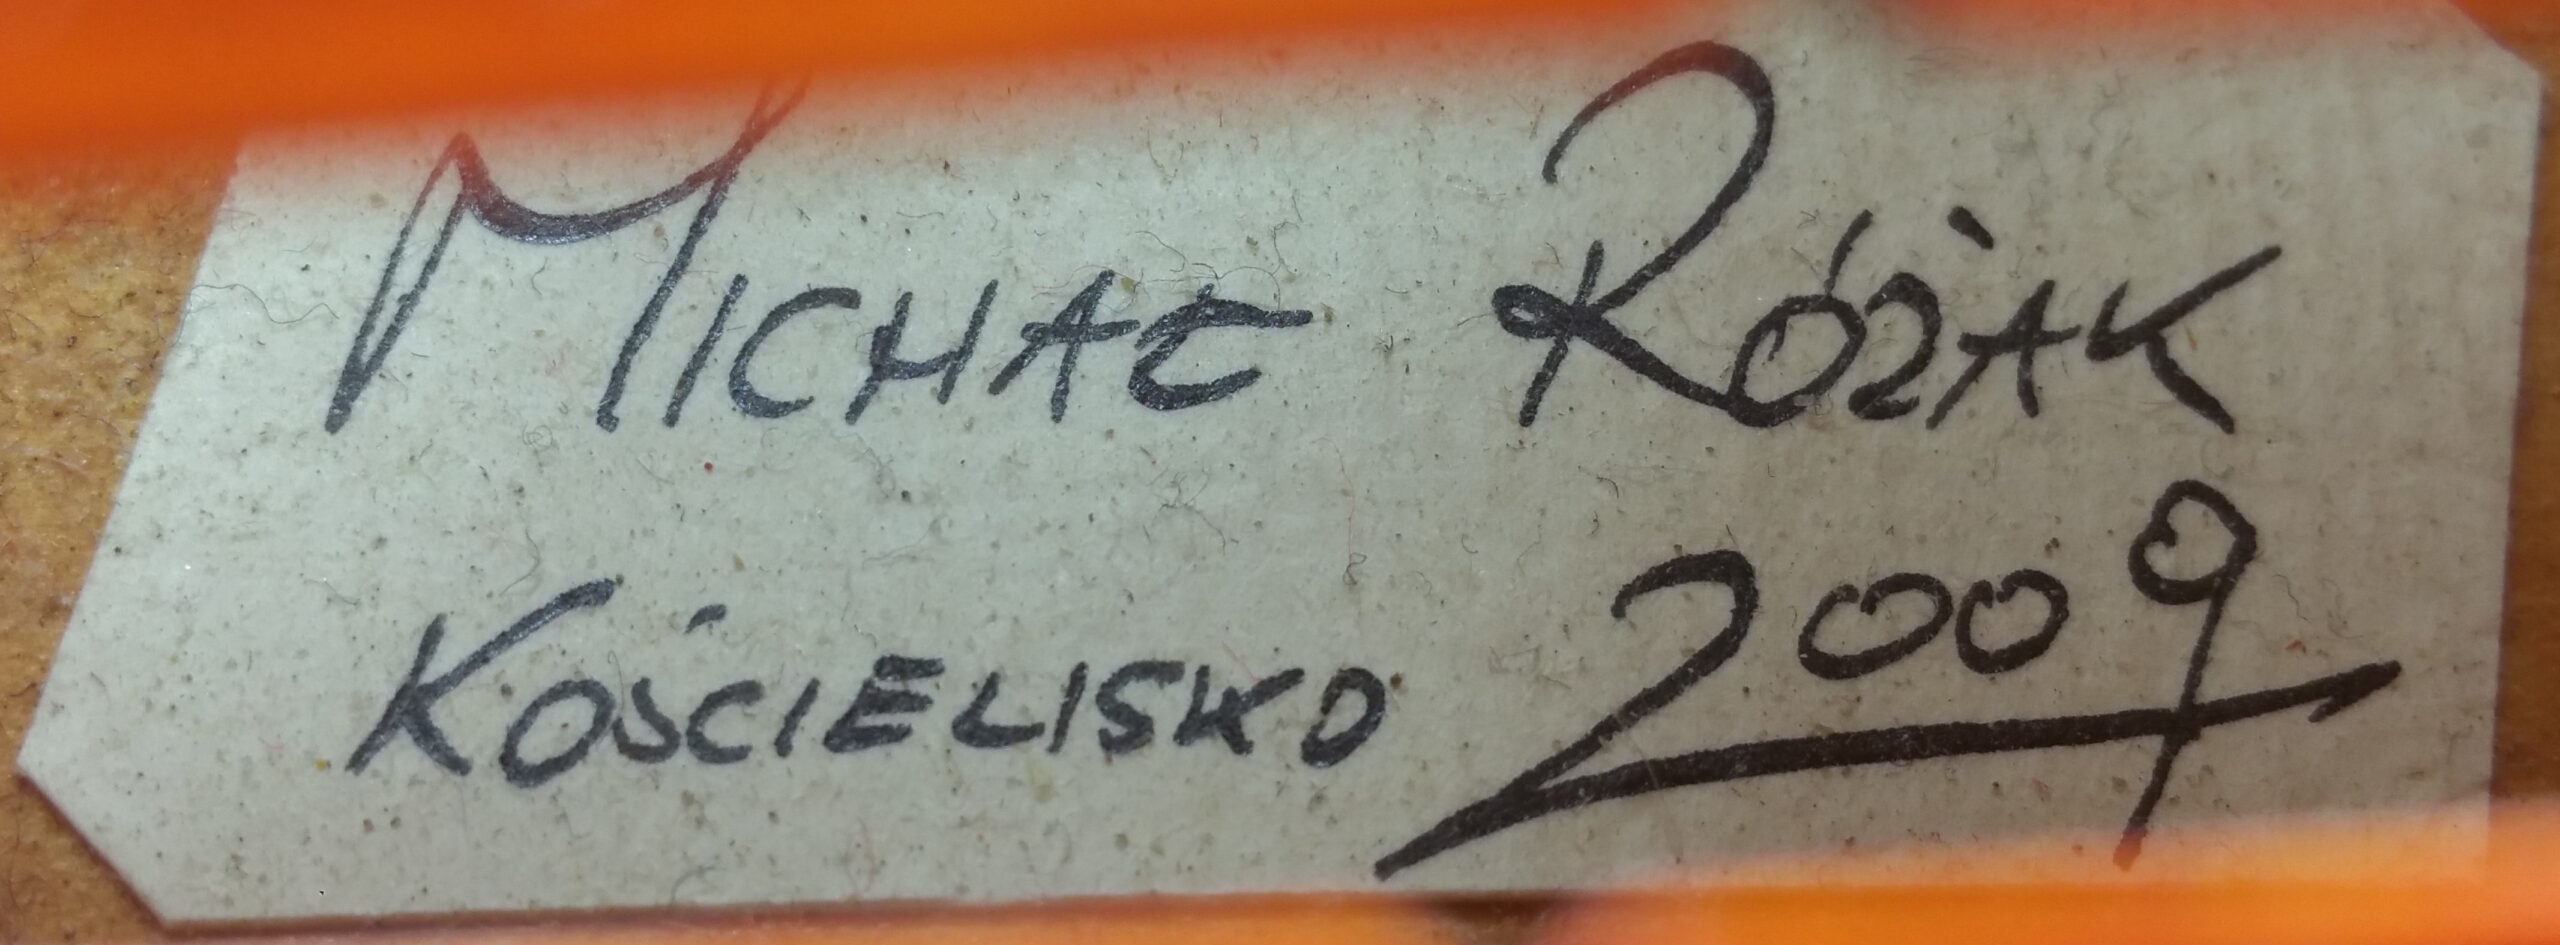 MICHAŁ RÓŻAK
KOŚCIELISKO 2009